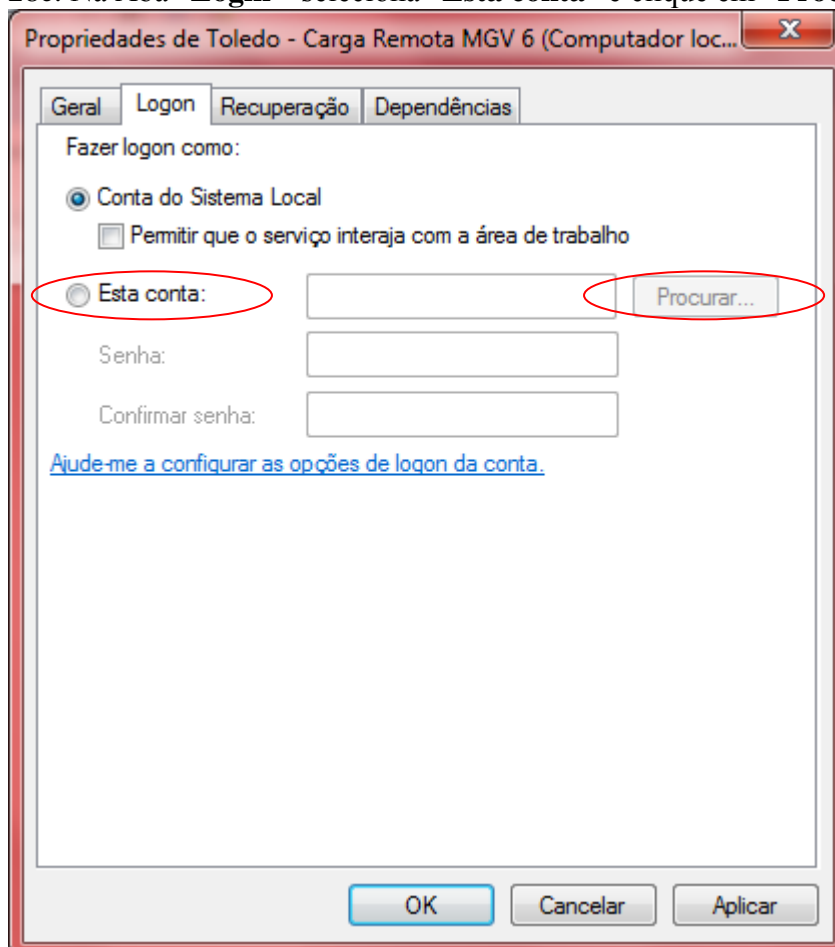 Propriedades de Toledo - Carga Remota MGV 6 (Computador loc...
Geral Logon Recuperação Dependências
Fazer logon como:
Conta do Sistema Local
Permitir que o serviço interaja com a área de trabalho
Esta conta: Procurar...
Senha:
Confirmar senha:
Ajude-me a configurar as opções de logon da conta.
OK Cancelar Aplicar